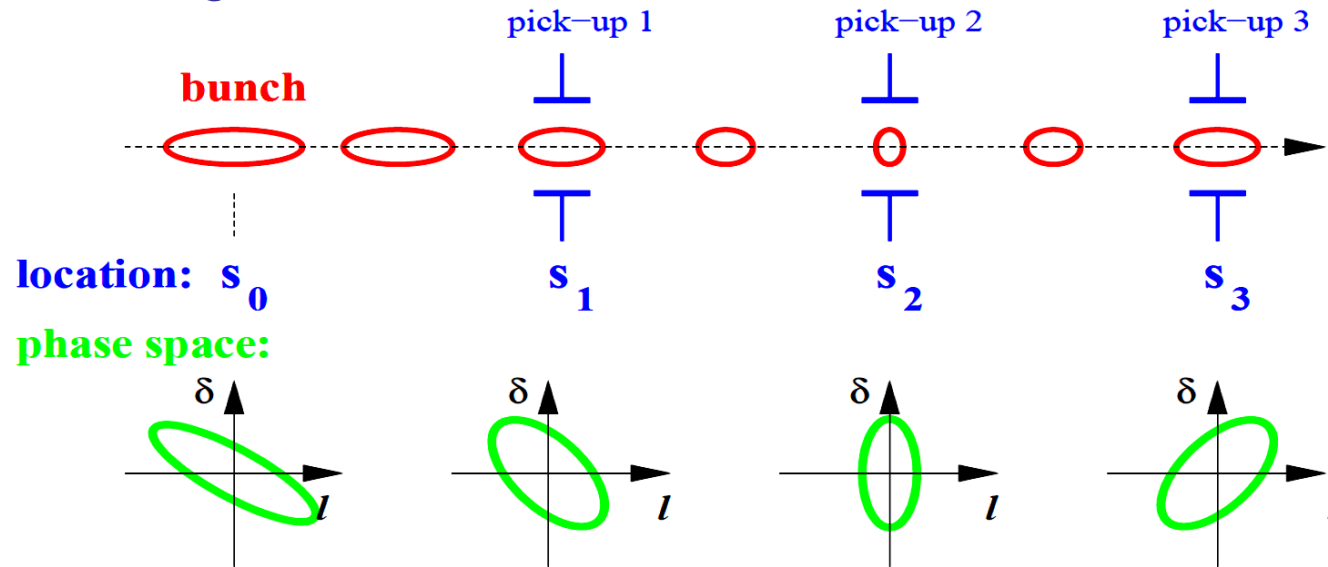 pick−up 1 pick−up 2 pick−up 3
bunch
location: s0 s1 s2 s3
phase space:
δ δ δ δ
l l l